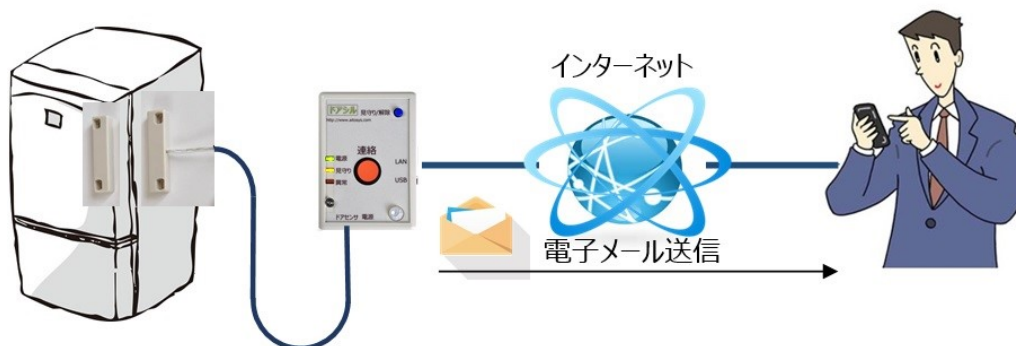 インターネット
ドアシル 見守り/解除
連絡
電源
見守り
異常
LAN
USB
ドアセンサ 電源
電子メール送信